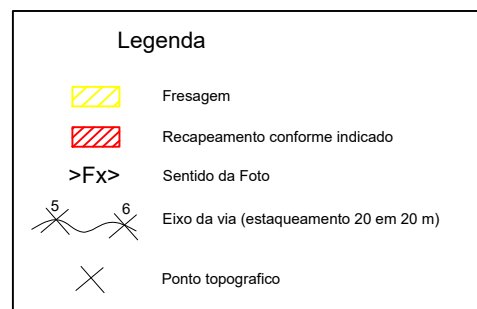 Legenda
Fresagem
Recapeamento conforme indicado
>Fx> Sentido da Foto
5 6 Eixo da via (estaqueamento 20 em 20 m)
Ponto topografico